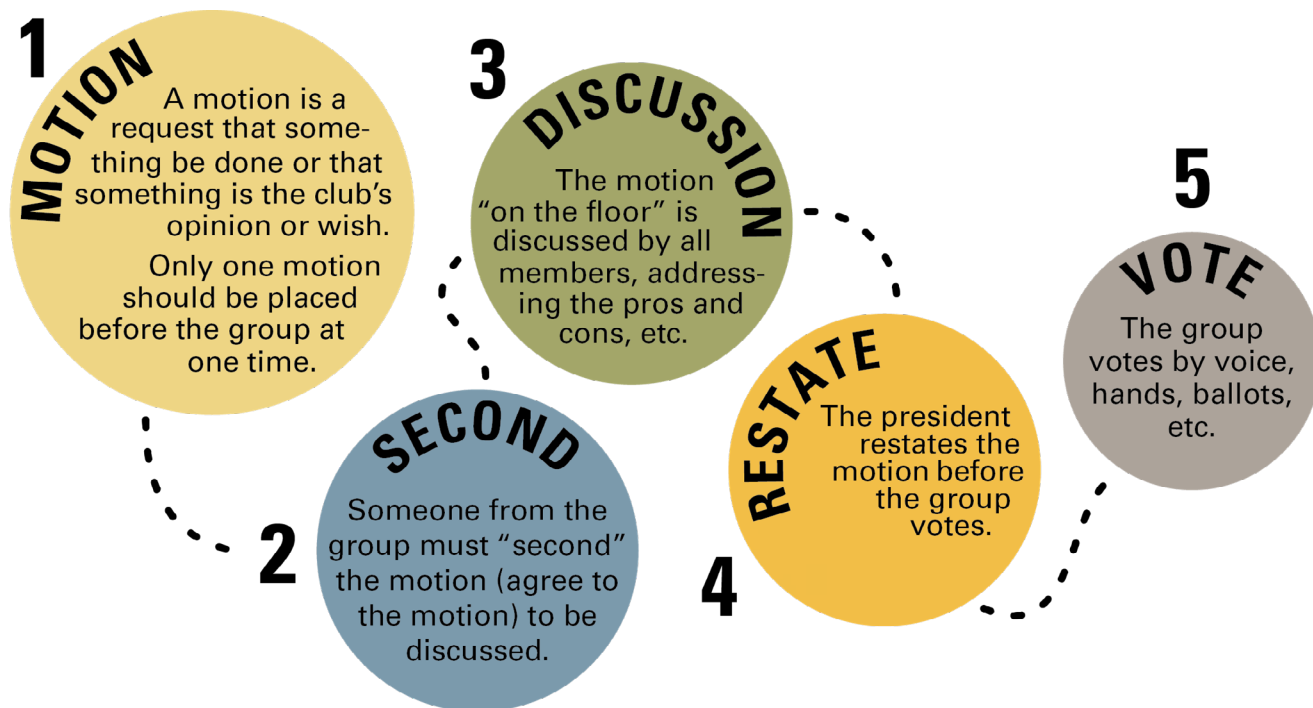 1
MOTION
A motion is a
request that some-
thing be done or that
something is the club’s
opinion or wish.
Only one motion
should be placed
before the group at
one time.
2
SECOND
Someone from the
group must “second”
the motion (agree to
the motion) to be
discussed.
3
DISCUSSION
The motion
“on the floor” is
discussed by all
members, address-
ing the pros and
cons, etc.
4
RESTATE
The president
restates the
motion before
the group
votes.
5
VOTE
The group
votes by voice,
hands, ballots,
etc.